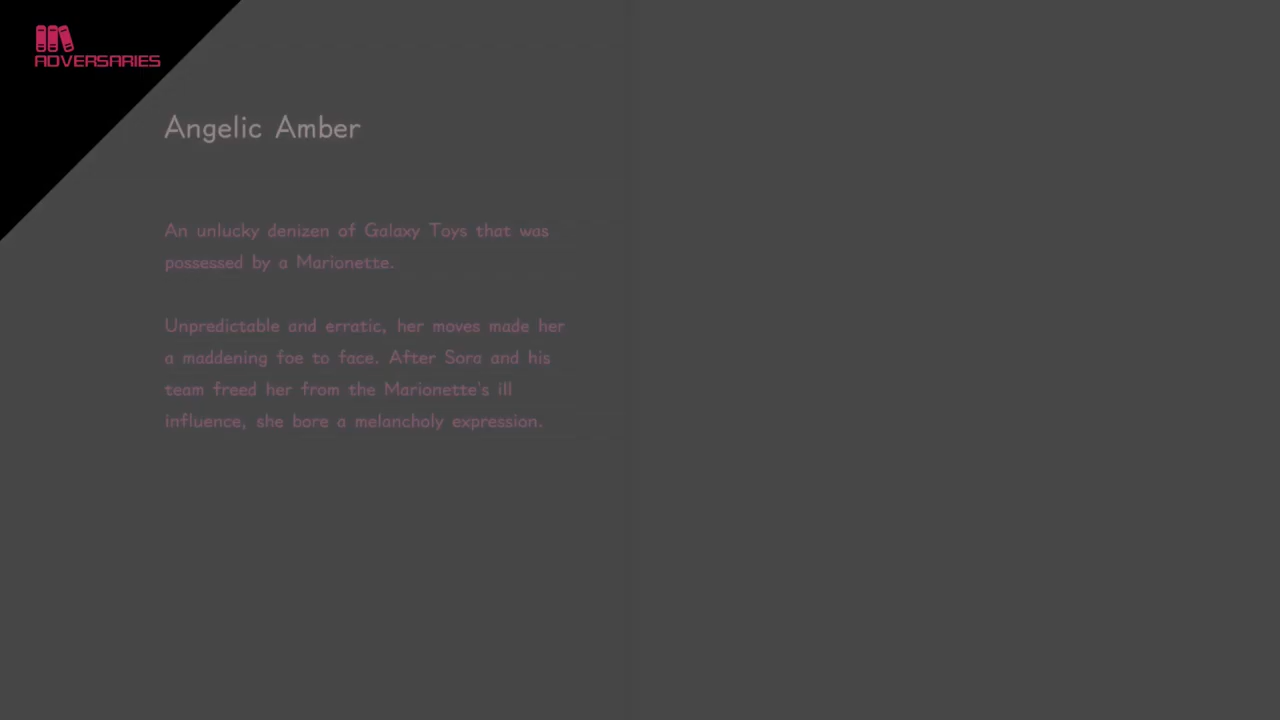 ADVERSARIES
Angelic Amber
An unlucky denizen of Galaxy Toys that was
possessed by a Marionette.
Unpredictable and erratic, her moves made her
a maddening foe to face. After Sora and his
team freed her from the Marionette's ill
influence, she bore a melancholy expression.